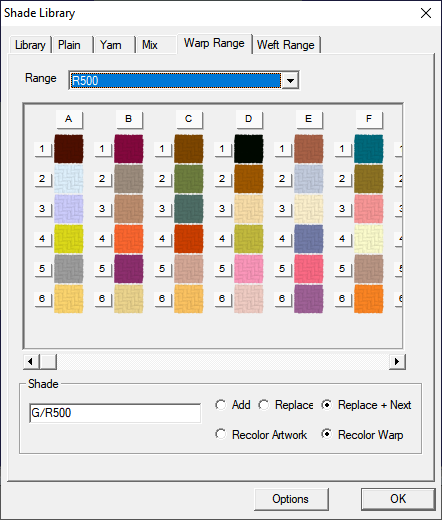 Shade Library
Library Plain Yarn Mix Warp Range Weft Range
Range R500
A B C D E F
1 1 1 1 1 1 1
2 2 2 2 2 2 2
3 3 3 3 3 3 3
4 4 4 4 4 4 4
5 5 5 5 5 5 5
6 6 6 6 6 6 6
Shade
G/R500 Add Replace Replace + Next
Recolor Artwork Recolor Warp
Options OK